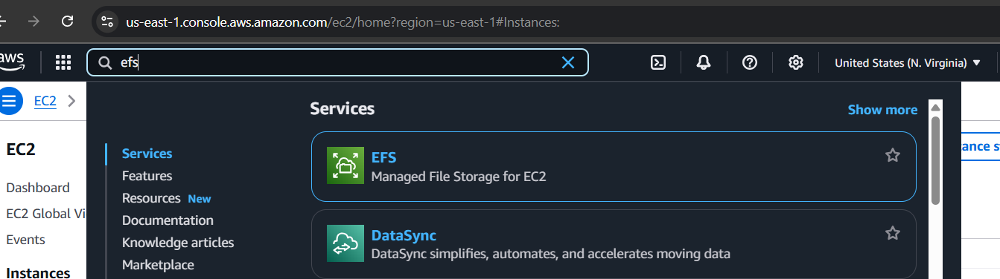 us-east-1.console.aws.amazon.com/ec2/home?region=us-east-1#Instances:
aws
efs
United States (N. Virginia)
EC2
Services
Show more
EC2
Dashboard
EC2 Global Vi
Events
Instances
Services
Features
Resources New
Documentation
Knowledge articles
Marketplace
EFS
Managed File Storage for EC2
DataSync
DataSync simplifies, automates, and accelerates moving data
ance s